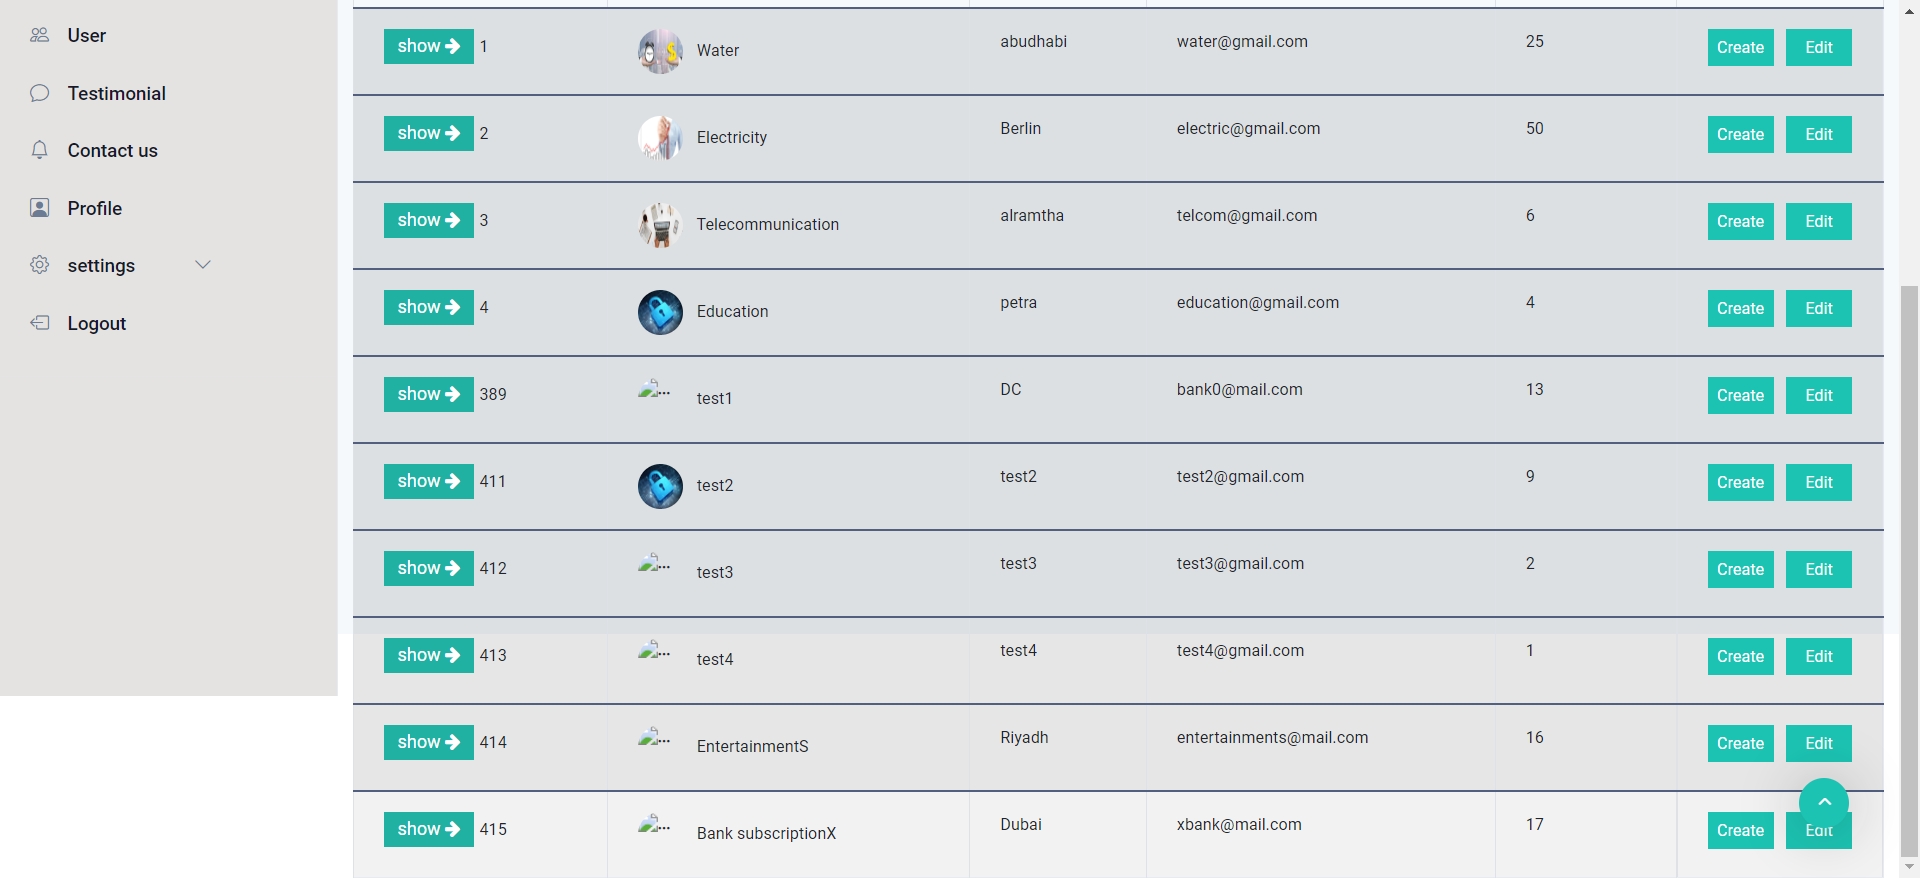 User
Testimonial
Contact us
Profile
settings
Logout
show 1 Water abudhabi water@gmail.com 25 Create Edit
show 2 Electricity Berlin electric@gmail.com 50 Create Edit
show 3 Telecommunication alramtha telcom@gmail.com 6 Create Edit
show 4 Education petra education@gmail.com 4 Create Edit
show 389 ... test1 DC bank0@mail.com 13 Create Edit
show 411 test2 test2 test2@gmail.com 9 Create Edit
show 412 ... test3 test3 test3@gmail.com 2 Create Edit
show 413 ... test4 test4 test4@gmail.com 1 Create Edit
show 414 ... EntertainmentS Riyadh entertainments@mail.com 16 Create Edit
show 415 ... Bank subscriptionX Dubai xbank@mail.com 17 Create Edit